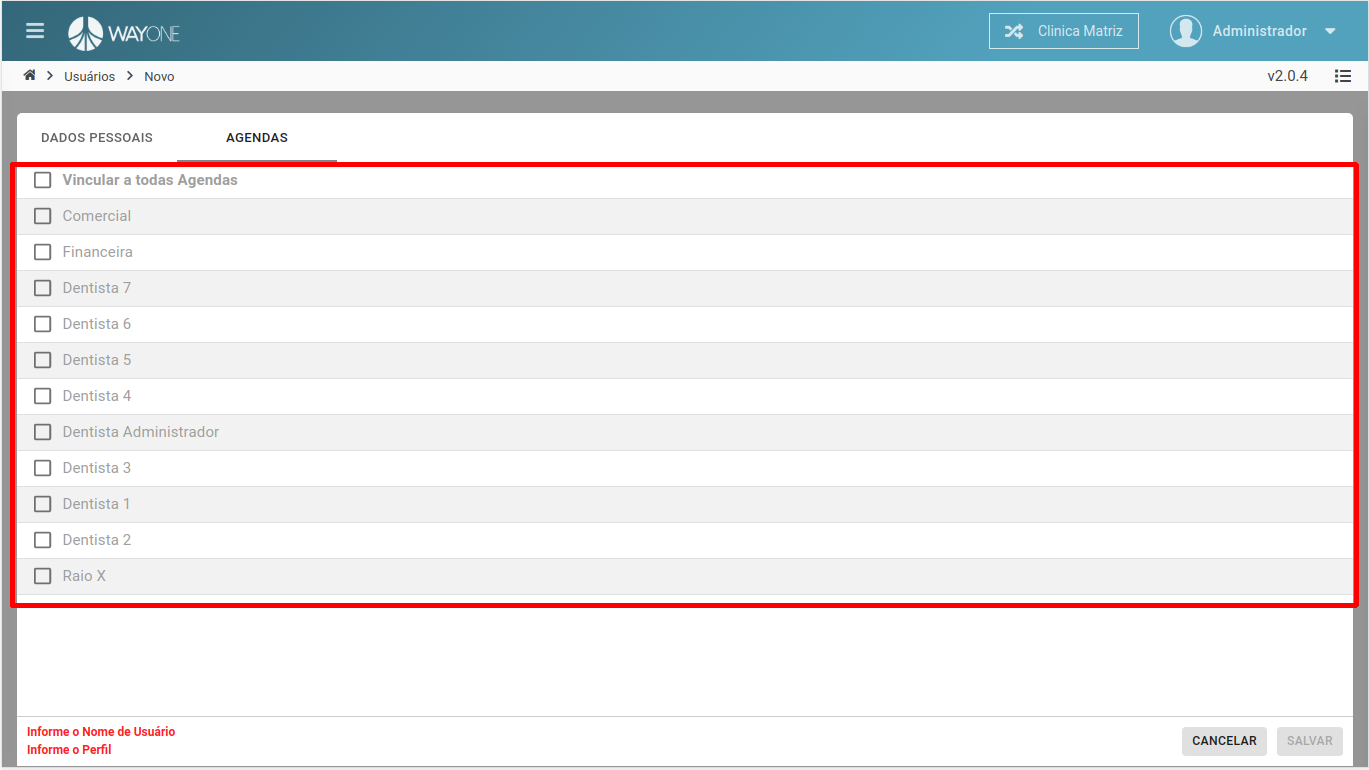 WAYONE
Clinica Matriz
Administrador
Usuários
Novo
v2.0.4
DADOS PESSOAIS
AGENDAS
Vincular a todas Agendas
Comercial
Financeira
Dentista 7
Dentista 6
Dentista 5
Dentista 4
Dentista Administrador
Dentista 3
Dentista 1
Dentista 2
Raio X
Informe o Nome de Usuário
Informe o Perfil
CANCELAR
SALVAR